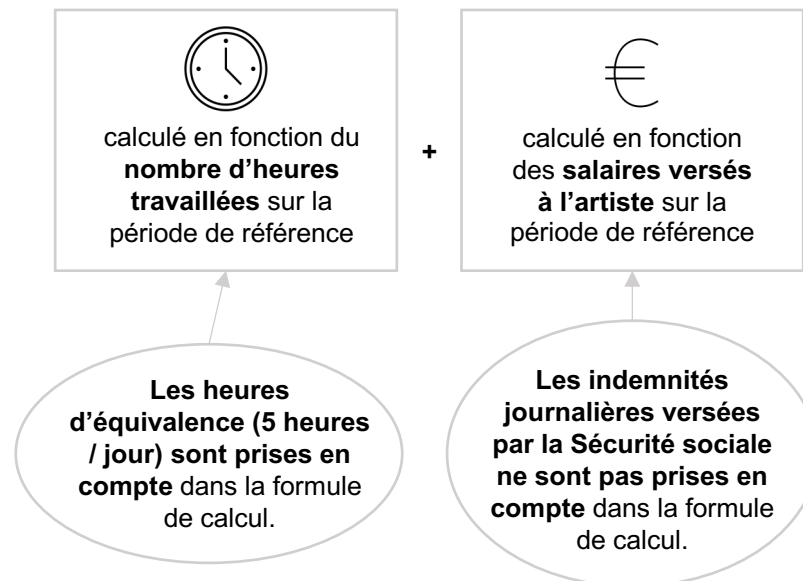 calculé en fonction du
nombre d’heures
travaillées sur la
période de référence
+
€
calculé en fonction
des salaires versés
à l’artiste sur la
période de référence
Les heures
d’équivalence (5 heures
/ jour) sont prises en
compte dans la formule
de calcul.
Les indemnités
journalières versées
par la Sécurité sociale
ne sont pas prises en
compte dans la formule
de calcul.